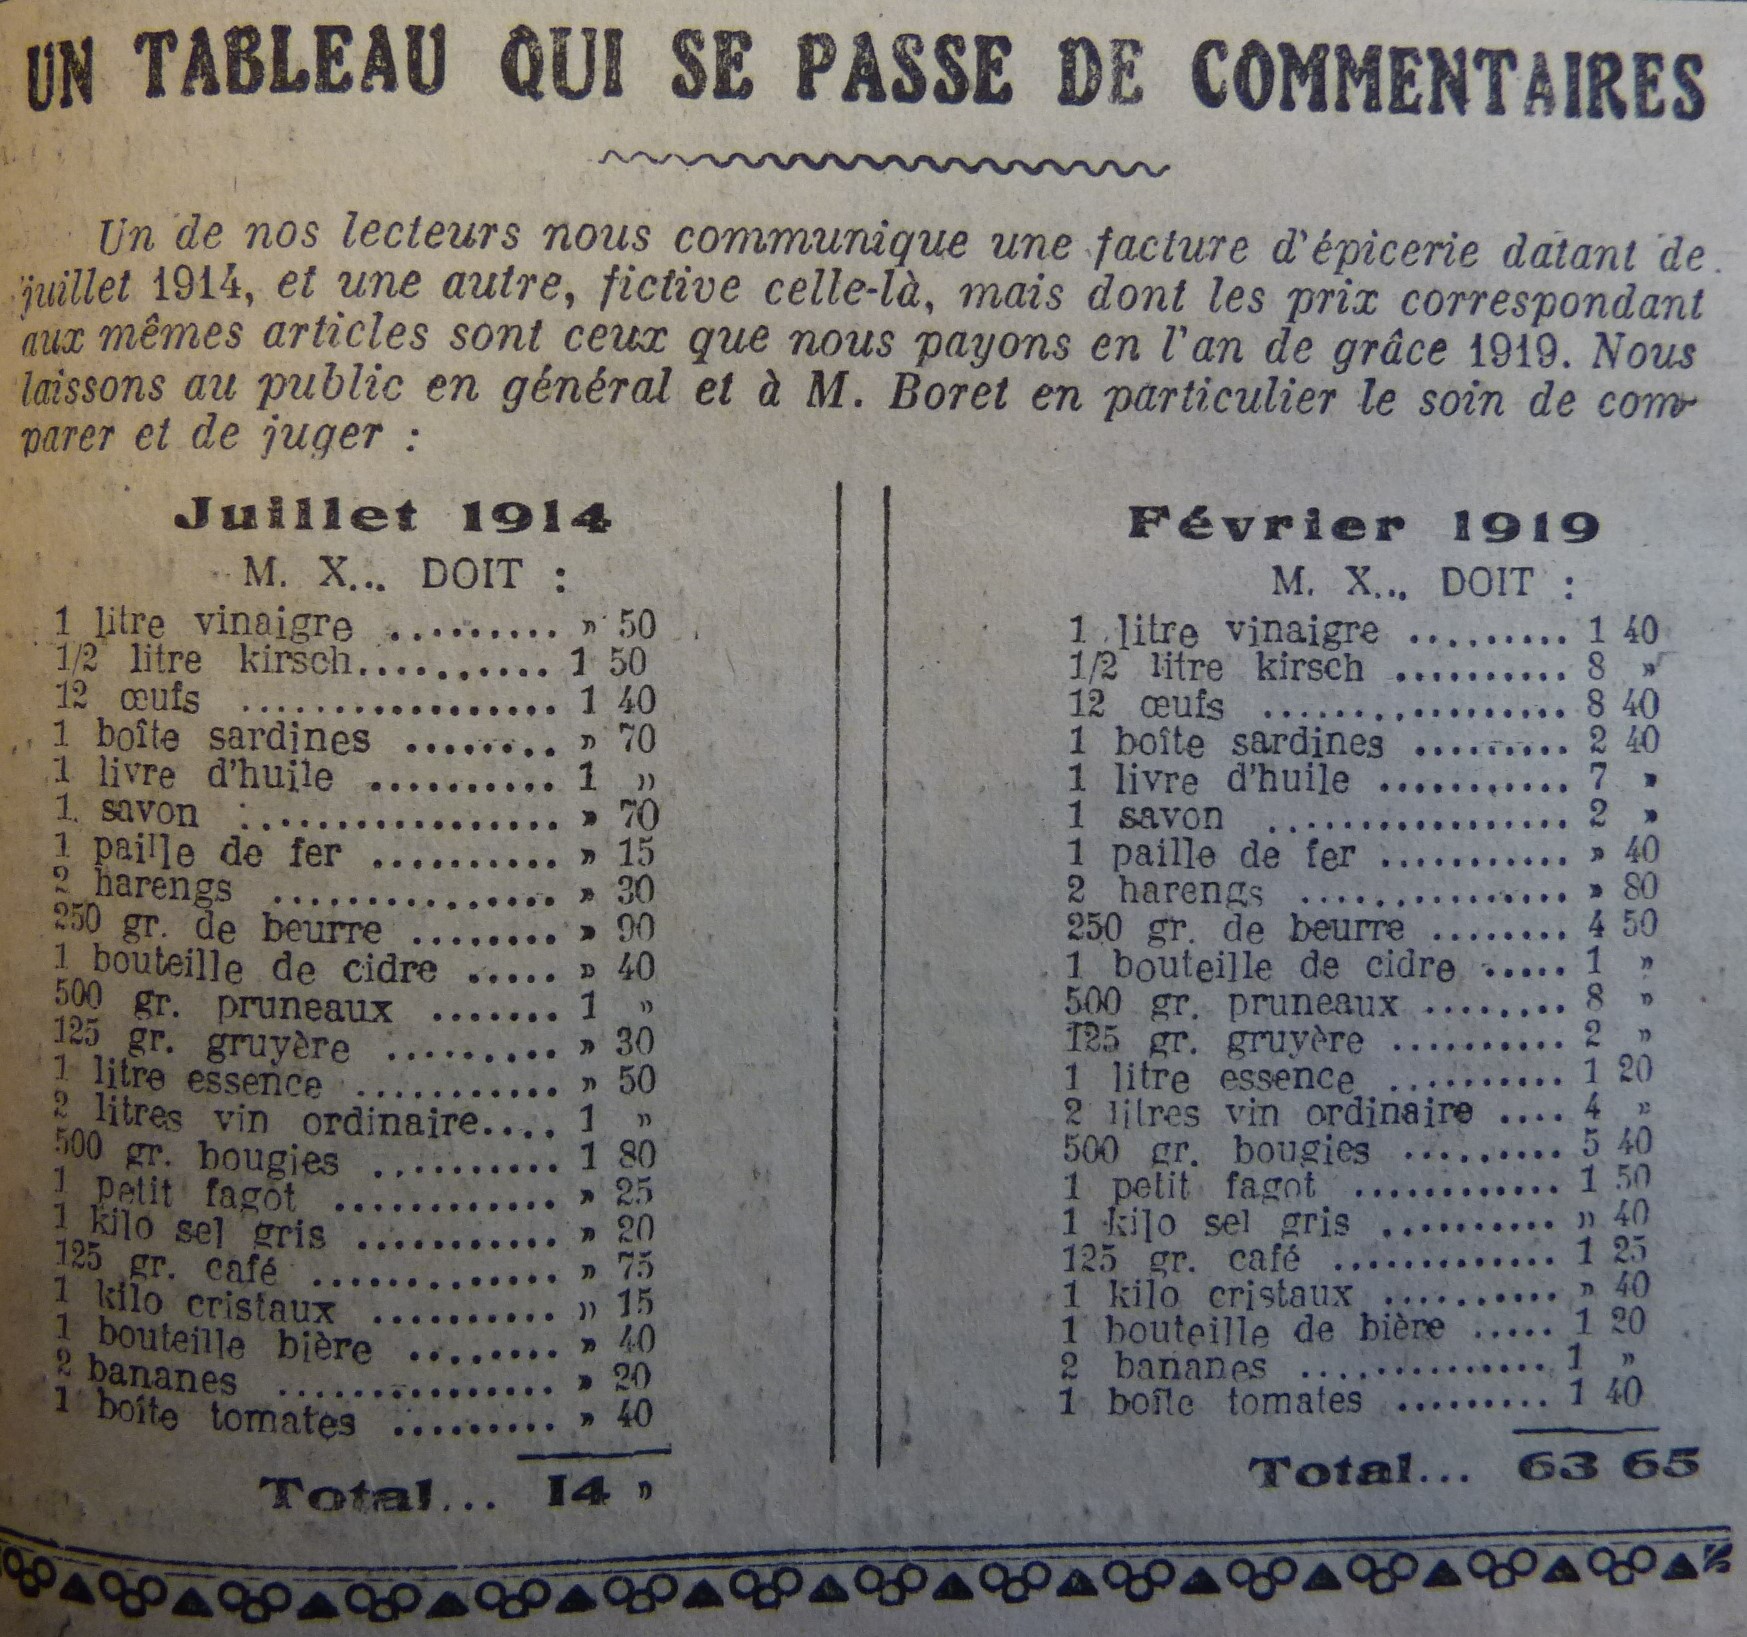 UN TABLEAU QUI SE PASSE DE COMMENTAIRES
Un de nos lecteurs nous communique une facture d'épicerie datant de
juillet 1914, et une autre, fictive celle-là, mais dont les prix correspondant
aux mêmes articles sont ceux que nous payons en l'an de grâce 1919. Nous
laissons au public en général et à M. Boret en particulier le soin de com-
parer et de juger :
Juillet 1914
M. X... DOIT :
1 litre vinaigre ......... » 50
1/2 litre kirsch.......... 1 50
12 œufs ................. 1 40
1 boîte sardines ........ » 70
1 livre d'huile .......... 1 »
1 savon ................. » 70
1 paille de fer .......... » 15
2 harengs ............... » 30
250 gr. de beurre ........ » 90
1 bouteille de cidre ..... » 40
500 gr. pruneaux ....... 1 »
125 gr. gruyère .......... » 30
1 litre essence ........... » 50
2 litres vin ordinaire.... 1 »
500 gr. bougies .......... 1 80
1 petit fagot ............ » 25
1 kilo sel gris ........... » 20
125 gr. café ............. » 75
1 kilo cristaux .......... » 15
1 bouteille bière ........ » 40
2 bananes ............... » 20
1 boîte tomates ......... » 40
Total... 14 »
Février 1919
M. X... DOIT :
1 litre vinaigre ......... 1 40
1/2 litre kirsch .......... 8 »
12 œufs ................. 8 40
1 boîte sardines ......... 2 40
1 livre d'huile ........... 7 »
1 savon ................. 2 »
1 paille de fer ........... » 40
2 harengs ............... » 80
250 gr. de beurre ........ 4 50
1 bouteille de cidre ..... 1 »
500 gr. pruneaux ........ 8 »
125 gr. gruyère .......... 2 »
1 litre essence .......... 1 20
2 litres vin ordinaire .... 4 »
500 gr. bougies ......... 5 40
1 petit fagot ............ 1 50
1 kilo sel gris .......... » 40
125 gr. café ............. 1 25
1 kilo cristaux .......... » 40
1 bouteille de bière ..... 1 20
2 bananes .............. 1 »
1 boîte tomates ......... 1 40
Total... 63 65